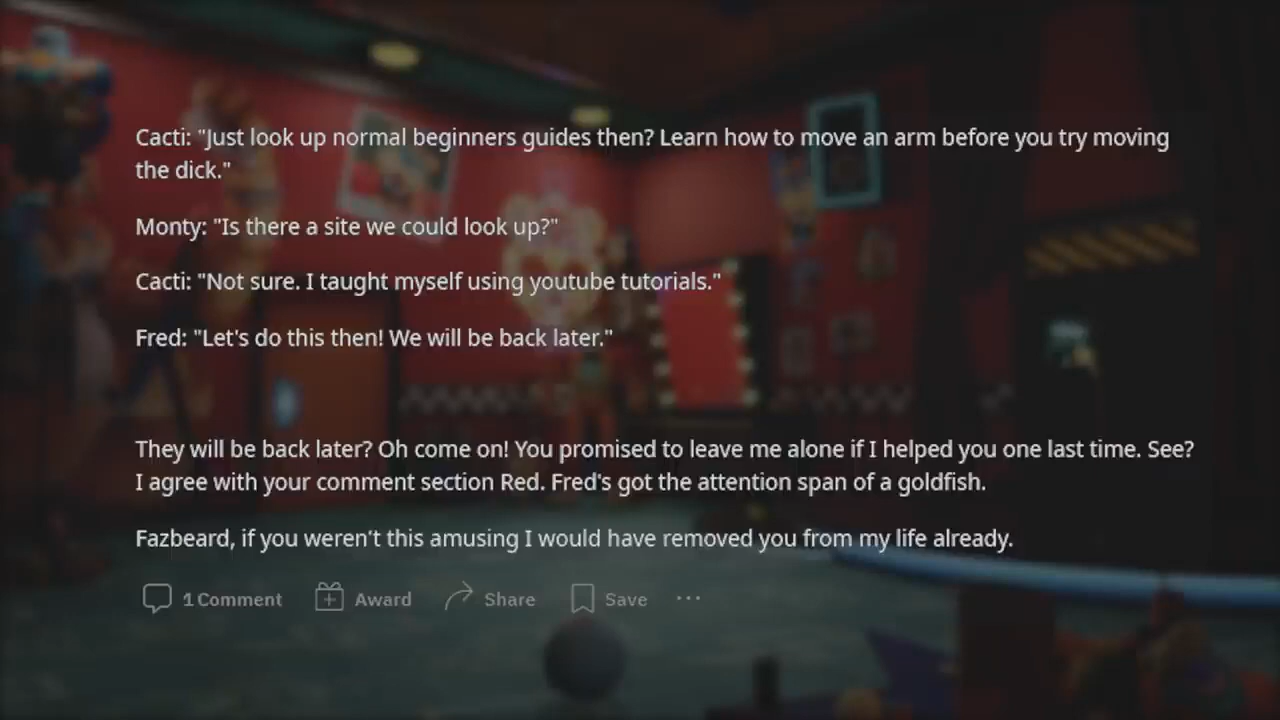 Cacti: "Just look up normal beginners guides then? Learn how to move an arm before you try moving
the dick."
Monty: "Is there a site we could look up?"
Cacti: "Not sure. I taught myself using youtube tutorials."
Fred: "Let's do this then! We will be back later."
They will be back later? Oh come on! You promised to leave me alone if I helped you one last time. See?
I agree with your comment section Red. Fred's got the attention span of a goldfish.
Fazbeard, if you weren't this amusing I would have removed you from my life already.
1 Comment Award Share Save ...